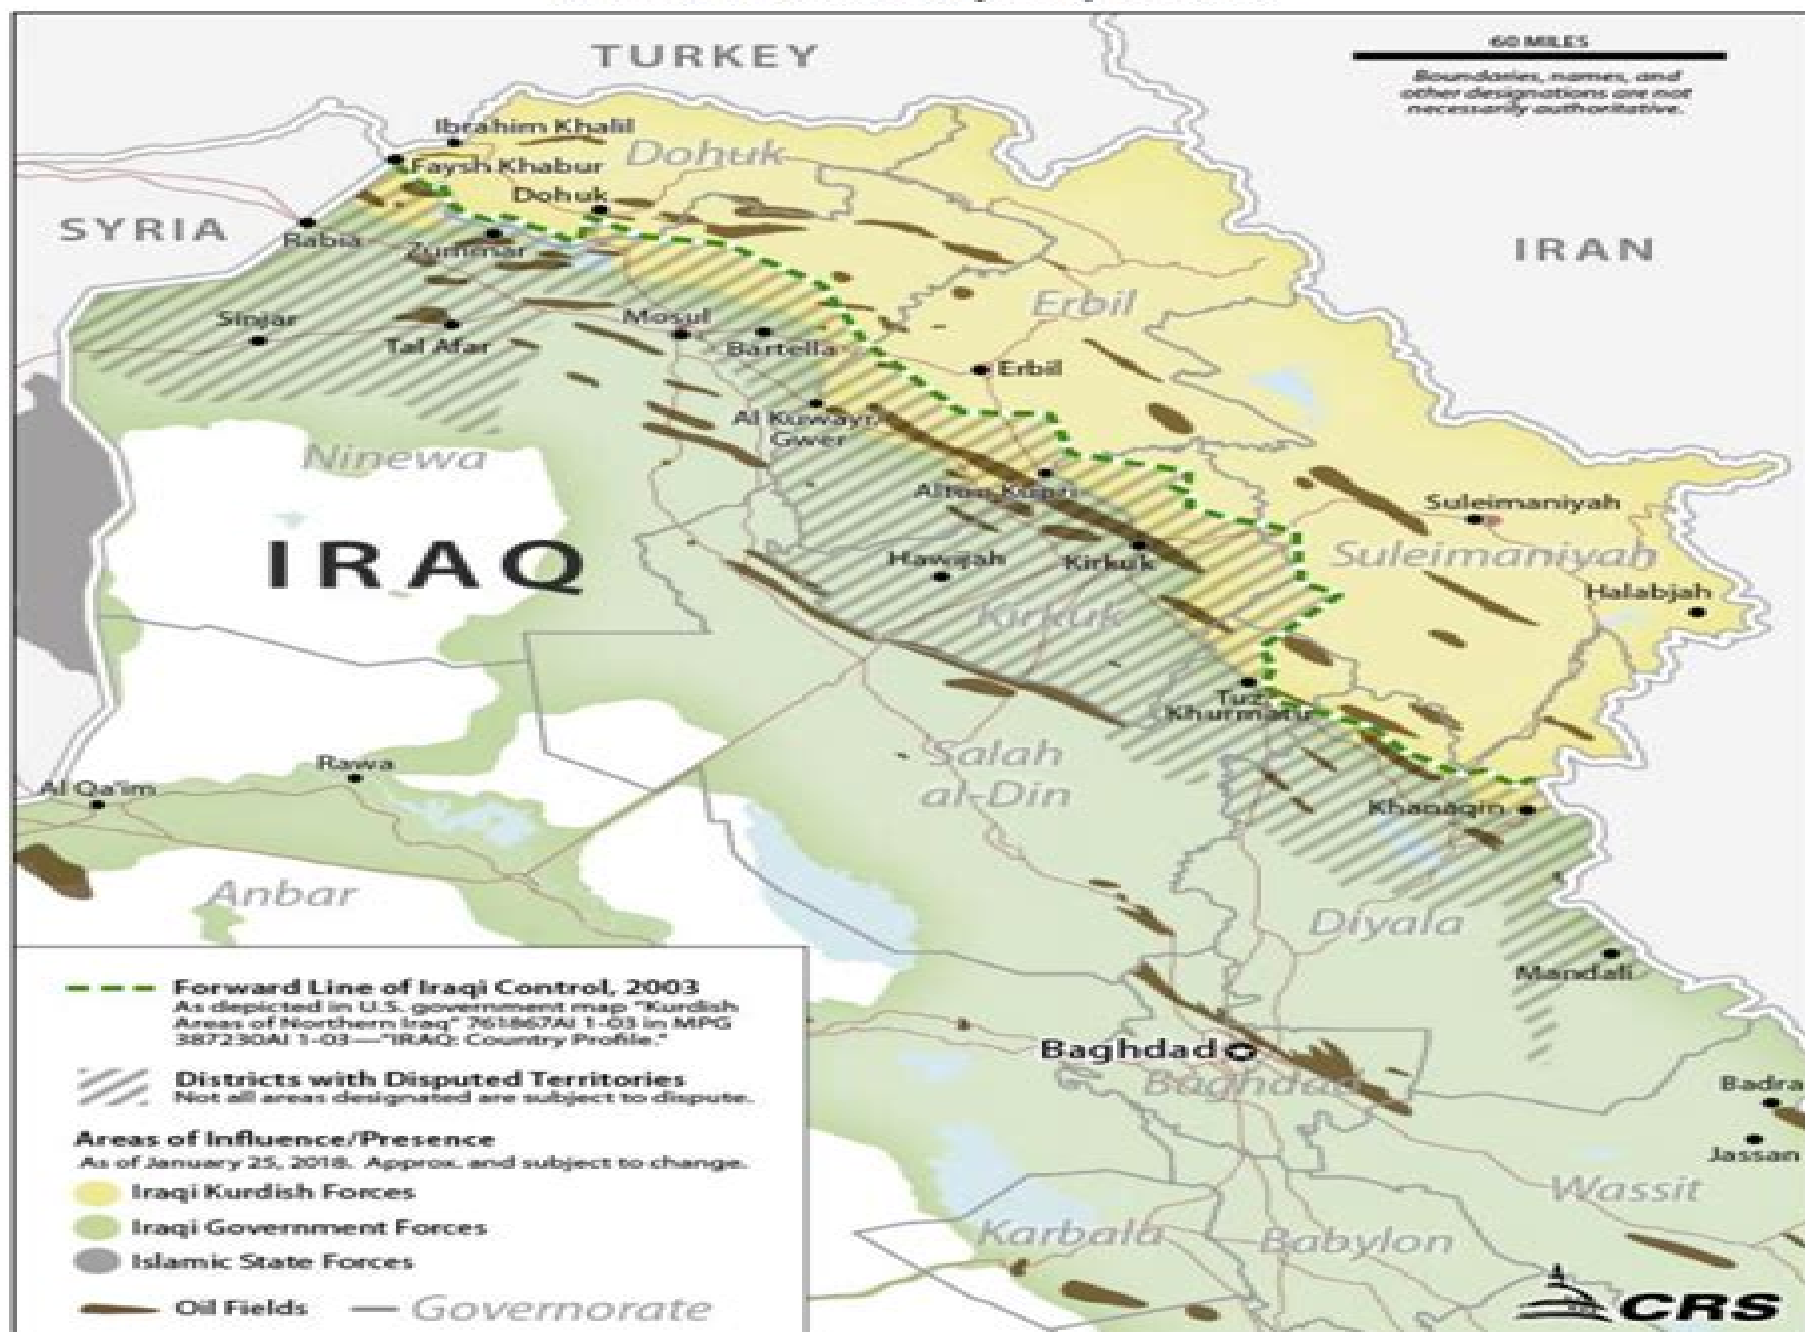 TURKEY
60 MILES
Boundaries, names, and
other designations are not
necessarily authoritative.
Ibrahim Khalil
Dohuk
Faysh Khabur
Dohuk
SYRIA
Rabia
Zummar
IRAN
Erbil
Sinjar
Mosul
Tal Afar
Bartella
Erbil
Al Kuwayr
Gwer
Ninewa
Altun Kupri
Suleimaniyah
IRAQ
Hawijah
Kirkuk
Suleimaniyah
Halabjah
Kirkuk
Tuz
Khurmatu
Salah
al-Din
Rawa
Al Qa'im
Khanaqin
Anbar
Diyala
Mandali
Forward Line of Iraqi Control, 2003
As depicted in U.S. government map "Kurdish
Areas of Northern Iraq" 761867AI 1-03 in MPG
387230AI 1-03—"IRAQ: Country Profile."
Baghdad
Baghdad
Districts with Disputed Territories
Not all areas designated are subject to dispute.
Badra
Areas of Influence/Presence
As of January 25, 2018. Approx. and subject to change.
Jassan
Iraqi Kurdish Forces
Wassit
Iraqi Government Forces
Karbala
Babylon
Islamic State Forces
Oil Fields
Governorate
CRS